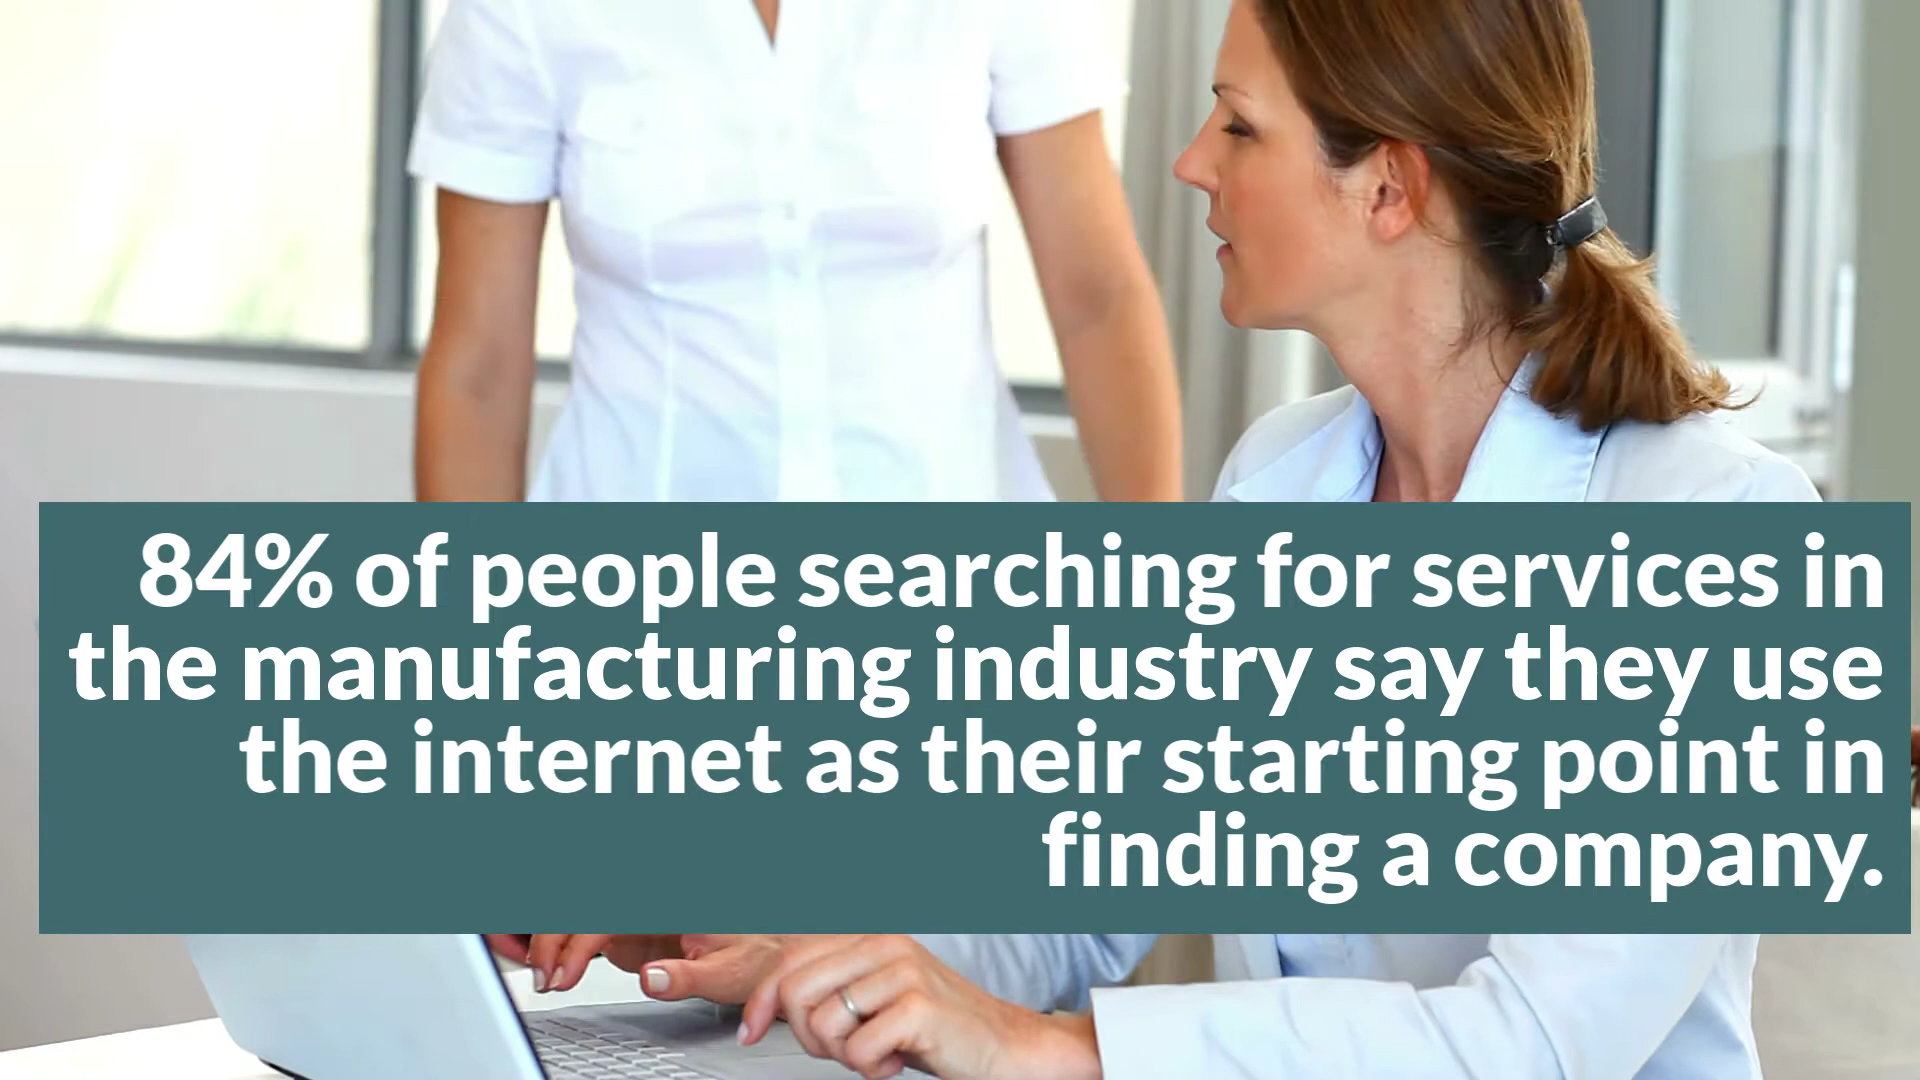 84% of people searching for services in
the manufacturing industry say they use
the internet as their starting point in
finding a company.